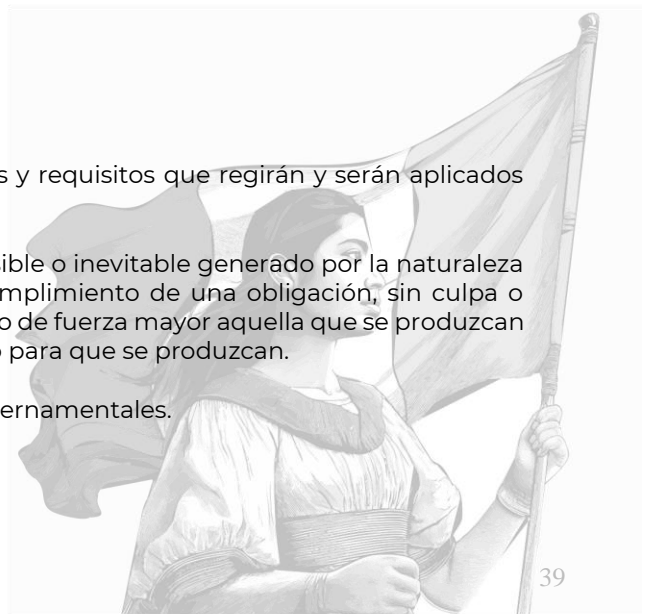 s y requisitos que regirán y serán aplicados
ible o inevitable generado por la naturaleza
umplimiento de una obligación, sin culpa o
o de fuerza mayor aquella que se produzcan
o para que se produzcan.
ernamentales.
39